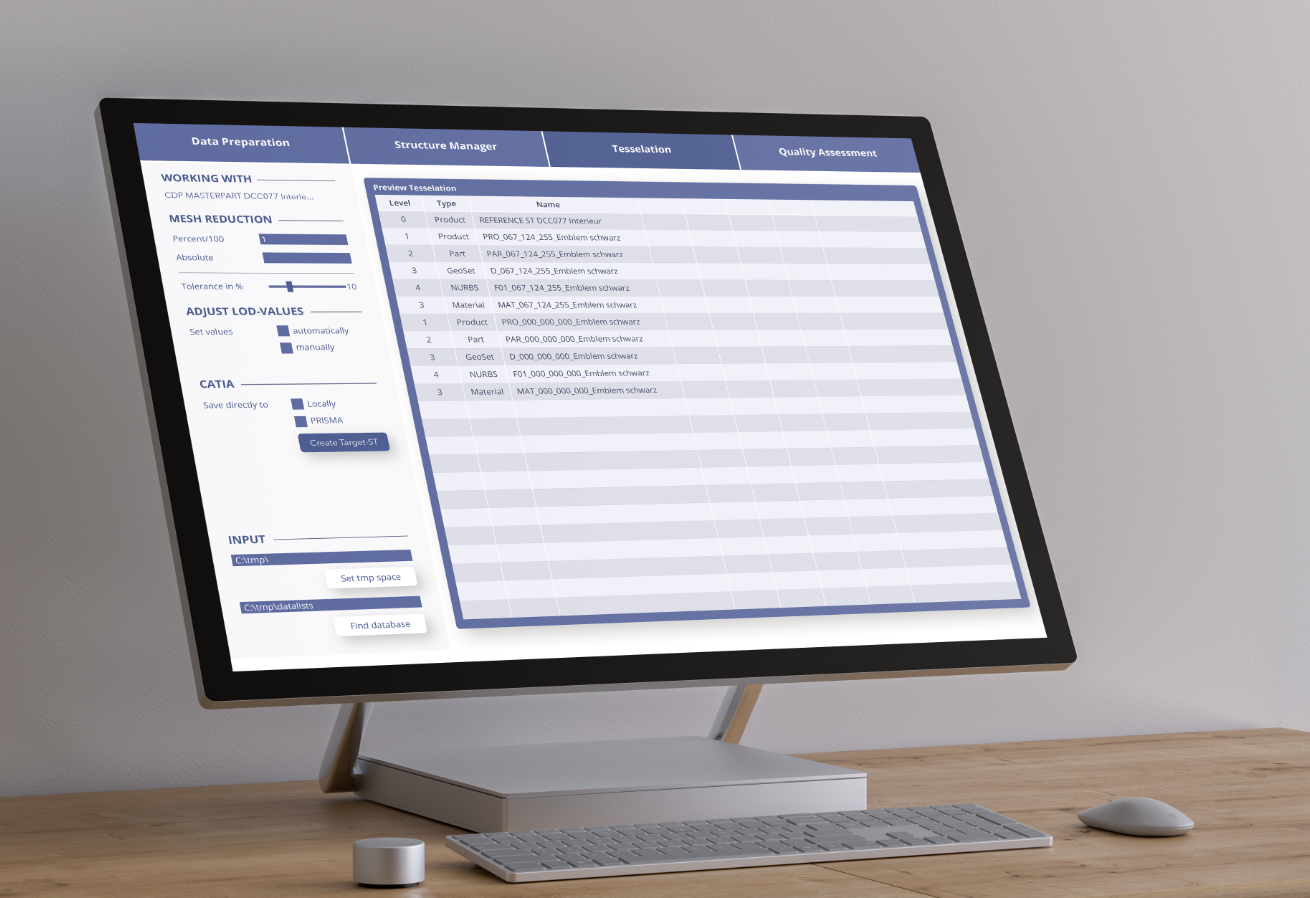 Data Preparation
Structure Manager
Tesselation
Quality Assessment
WORKING WITH
CDP MASTERPART DCC077 Interie...
MESH REDUCTION
Percent/100 1
Absolute
Tolerance in % 10
ADJUST LOD-VALUES
Set values automatically
manually
CATIA
Save directly to Locally
PRISMA
Create Target-ST
INPUT
C:\tmp\
Set tmp space
C:\tmp\datalists
Find database
Preview Tesselation
Level Type Name
0 Product REFERENCE ST DCC077 Interieur
1 Product PRO_067_124_255_Emblem schwarz
2 Part PAR_067_124_255_Emblem schwarz
3 GeoSet D_067_124_255_Emblem schwarz
4 NURBS F01_067_124_255_Emblem schwarz
3 Material MAT_067_124_255_Emblem schwarz
1 Product PRO_000_000_000_Emblem schwarz
2 Part PAR_000_000_000_Emblem schwarz
3 GeoSet D_000_000_000_Emblem schwarz
4 NURBS F01_000_000_000_Emblem schwarz
3 Material MAT_000_000_000_Emblem schwarz